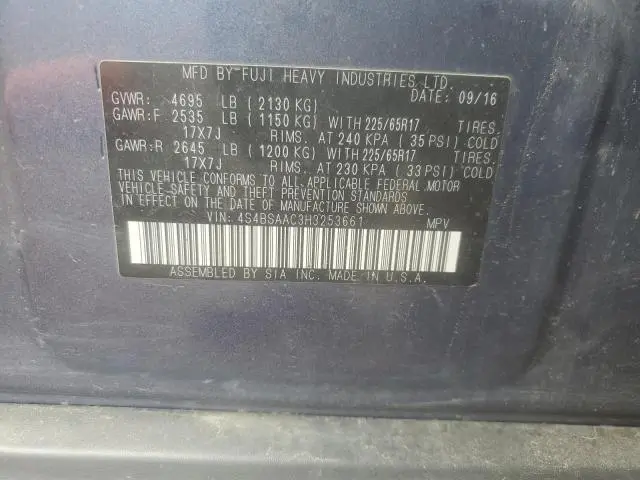 MFD BY FUJI HEAVY INDUSTRIES LTD.
GVWR: 4695 LB (2130 KG) DATE: 09/16
GAWR:F 2535 LB (1150 KG) WITH 225/65R17 TIRES.
17X7J RIMS. AT 240 KPA (35 PSI) COLD
GAWR:R 2645 LB (1200 KG) WITH 225/65R17 TIRES.
17X7J RIMS. AT 230 KPA (33 PSI) COLD
THIS VEHICLE CONFORMS TO ALL APPLICABLE FEDERAL MOTOR
VEHICLE SAFETY AND THEFT PREVENTION STANDARDS
IN EFFECT ON THE DATE OF MANUFACTURE SHOWN ABOVE.
VIN: 4S4BSAAC3H3253661 MPV
ASSEMBLED BY SIA INC. MADE IN U.S.A.